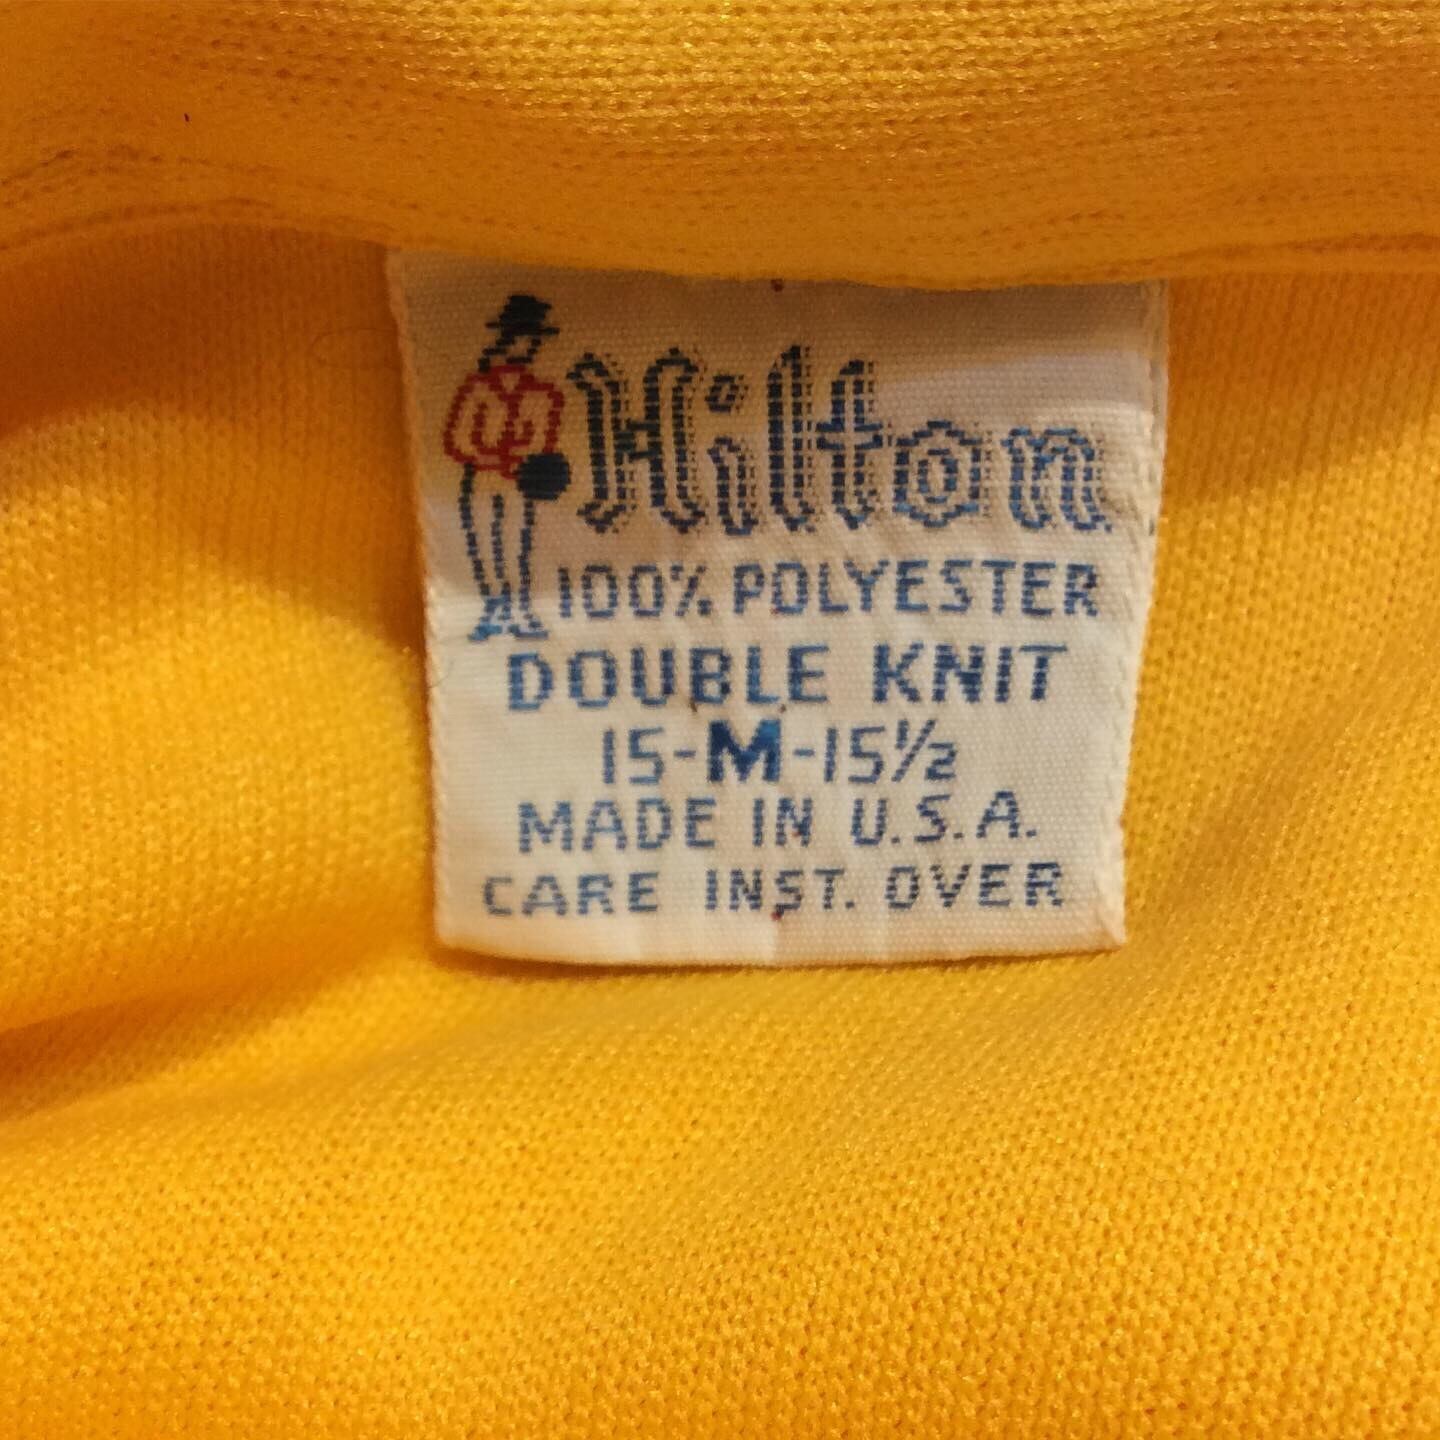 Hilton
100% POLYESTER
DOUBLE KNIT
15-M-15½
MADE IN U.S.A.
CARE INST. OVER